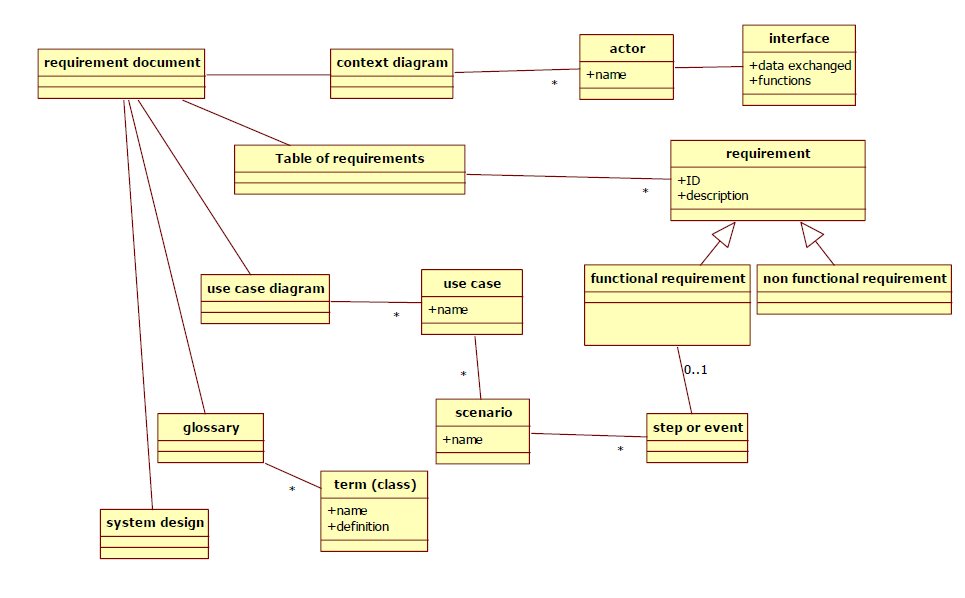 requirement document
context diagram
*
actor
+name
interface
+data exchanged
+functions
Table of requirements
*
requirement
+ID
+description
functional requirement
non functional requirement
use case diagram
*
use case
+name
*
0..1
scenario
+name
*
step or event
glossary
*
term (class)
+name
+definition
system design